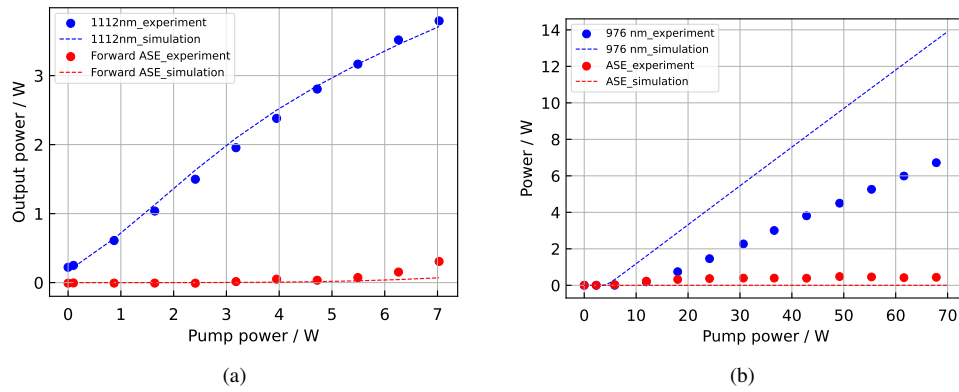 1112nm_experiment
1112nm_simulation
Forward ASE_experiment
Forward ASE_simulation
Output power / W
3
2
1
0
0 1 2 3 4 5 6 7
Pump power / W
(a)
976 nm_experiment
976 nm_simulation
ASE_experiment
ASE_simulation
Power / W
14
12
10
8
6
4
2
0
0 10 20 30 40 50 60 70
Pump power / W
(b)